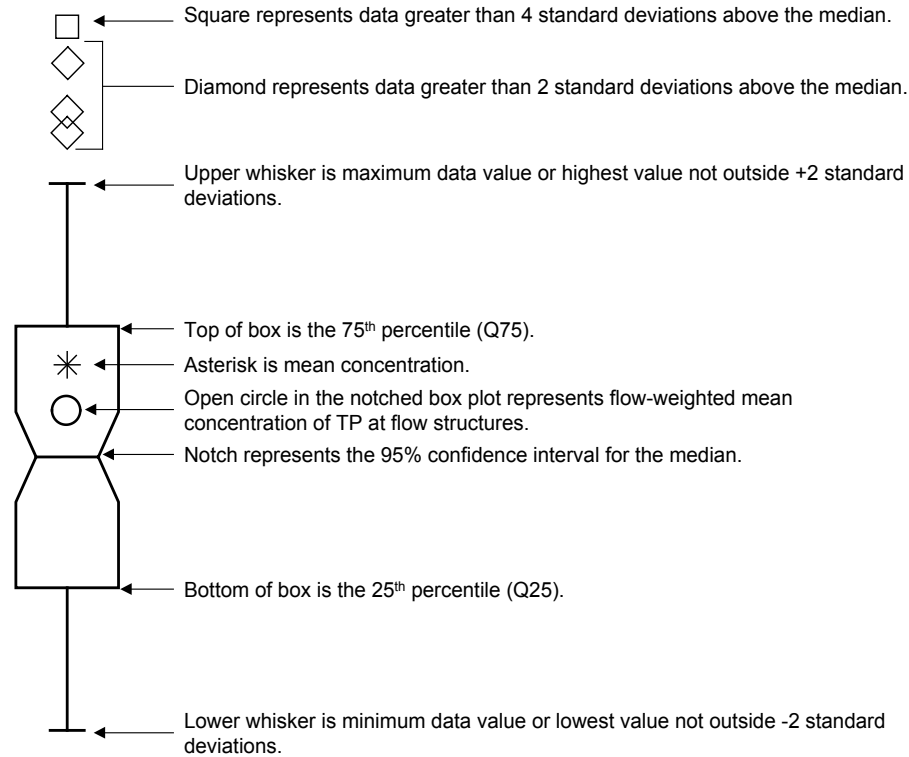 Square represents data greater than 4 standard deviations above the median.
Diamond represents data greater than 2 standard deviations above the median.
Upper whisker is maximum data value or highest value not outside +2 standard
deviations.
Top of box is the 75th percentile (Q75).
Asterisk is mean concentration.
Open circle in the notched box plot represents flow-weighted mean
concentration of TP at flow structures.
Notch represents the 95% confidence interval for the median.
Bottom of box is the 25th percentile (Q25).
Lower whisker is minimum data value or lowest value not outside -2 standard
deviations.